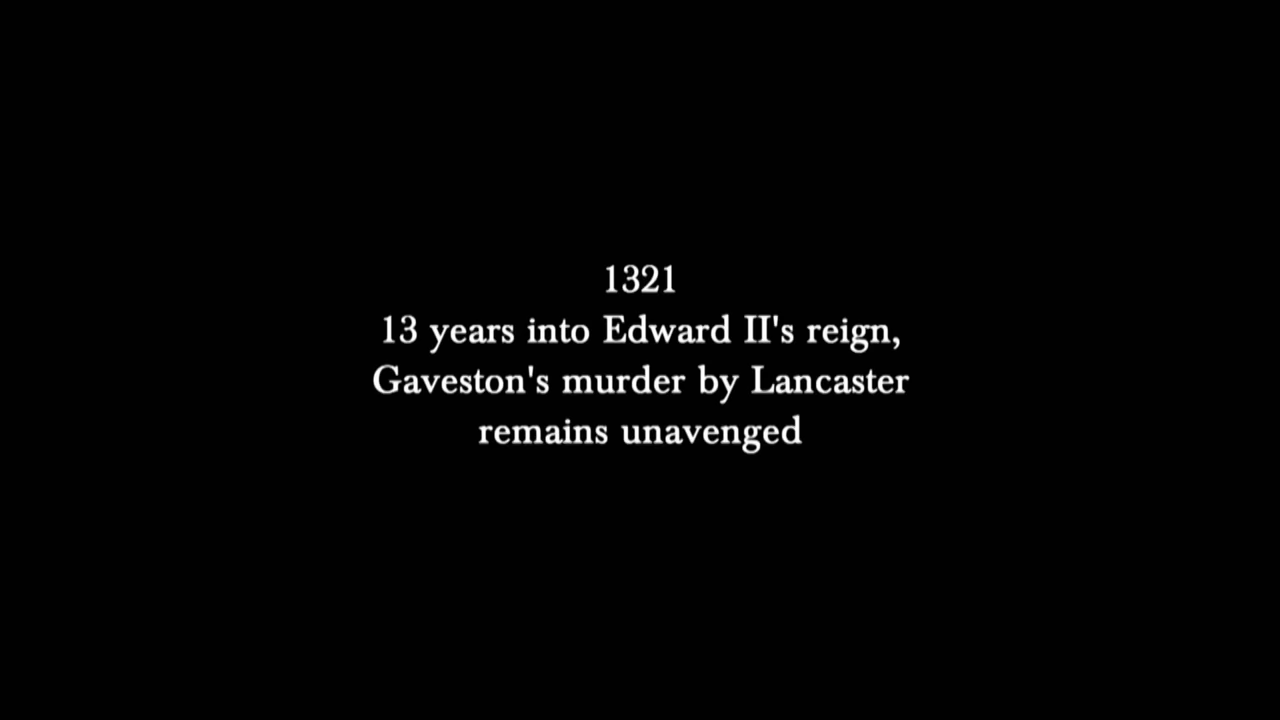 1321
13 years into Edward II's reign,
Gaveston's murder by Lancaster
remains unavenged